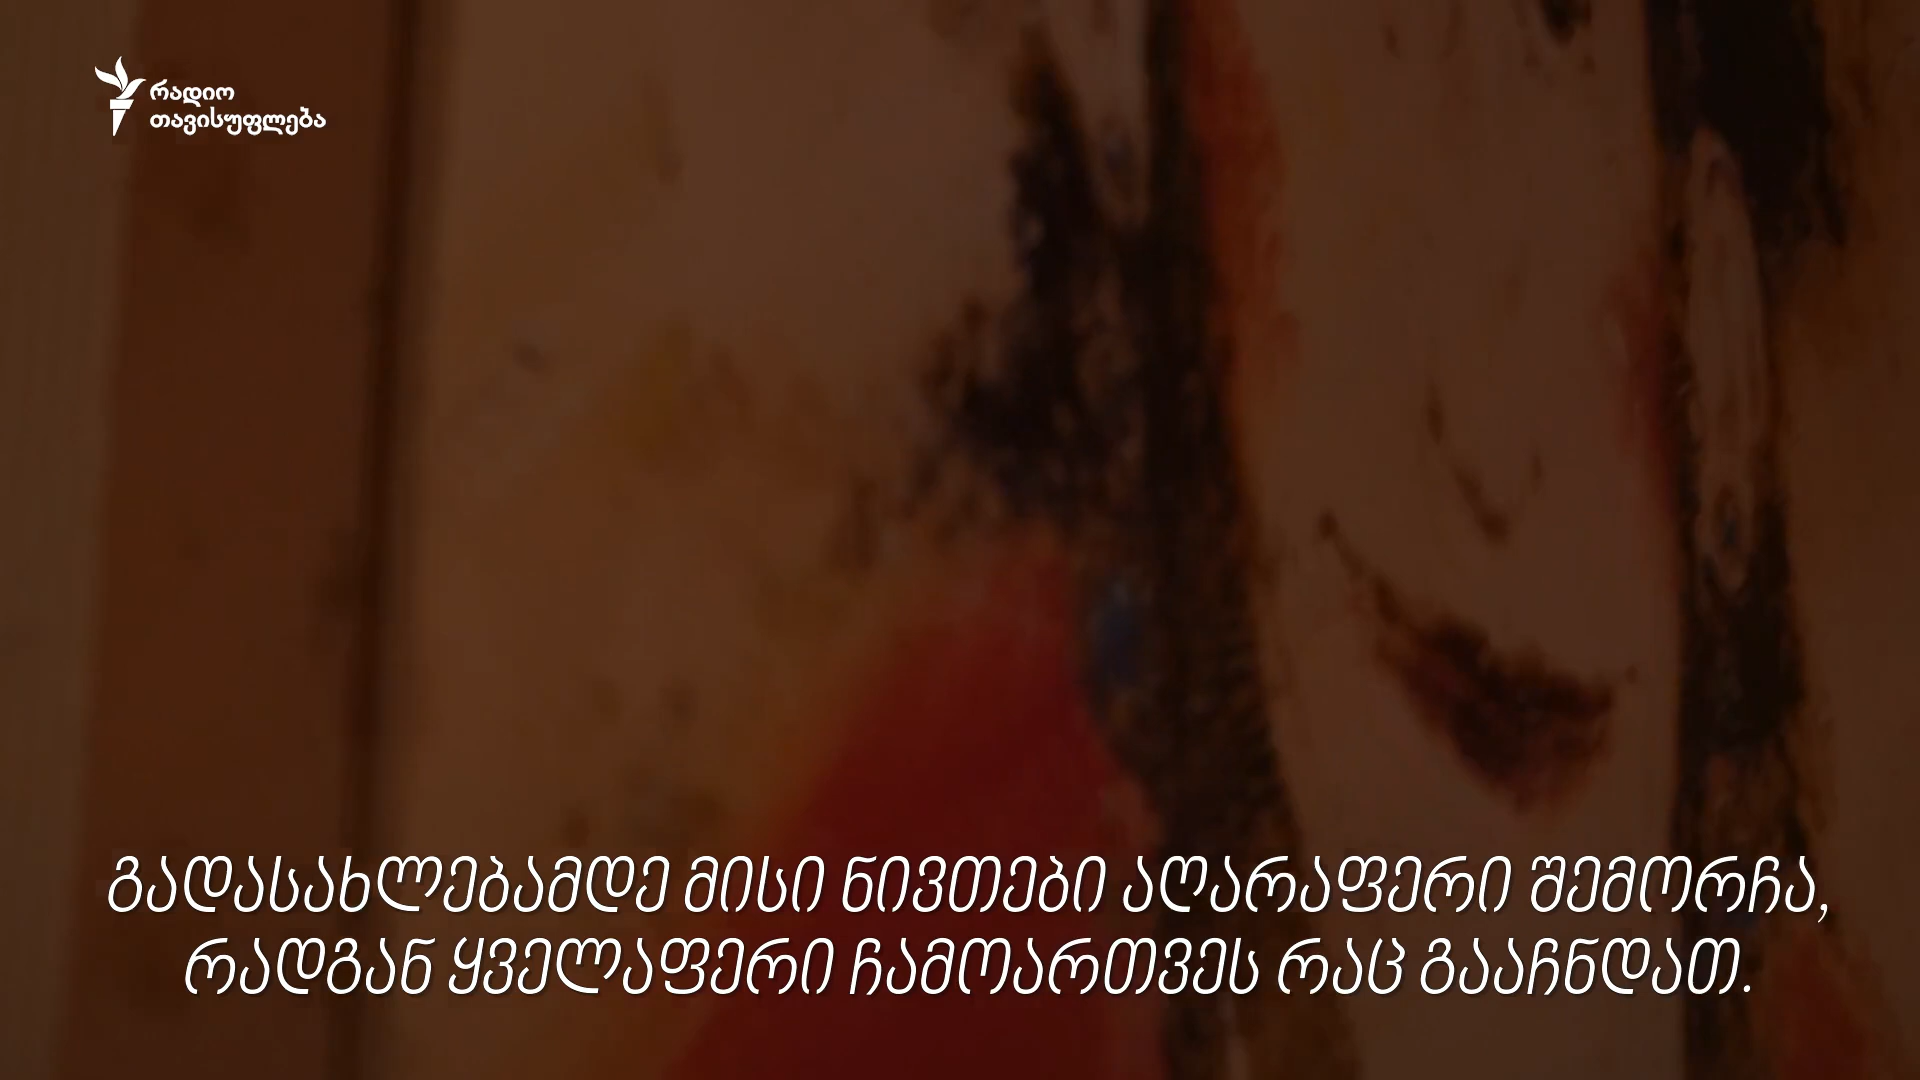 რადიო
თავისუფლება
გადასახლებამდე მისი ნივთები აღარაფერი შემორჩა,
რადგან ყველაფერი ჩამოართვეს რაც გააჩნდათ.